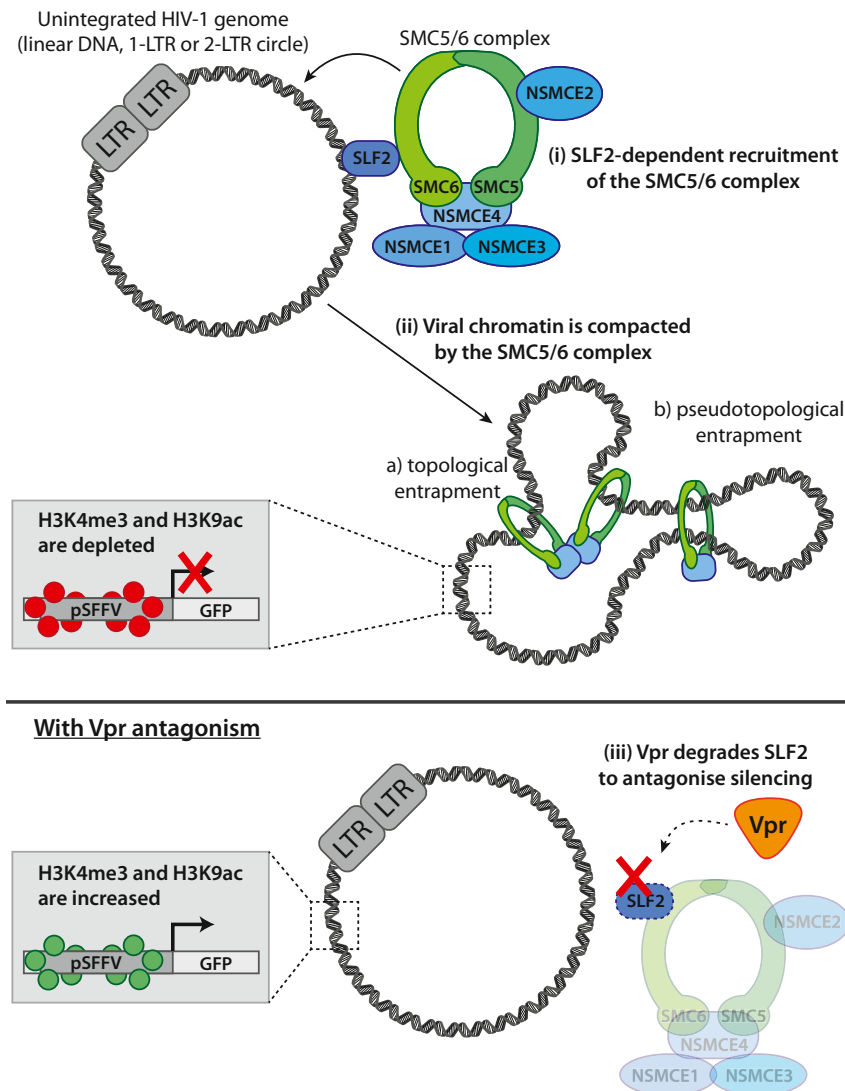 Unintegrated HIV-1 genome
(linear DNA, 1-LTR or 2-LTR circle)
SMC5/6 complex
LTR
LTR
NSMCE2
SLF2
(i) SLF2-dependent recruitment
of the SMC5/6 complex
SMC6
SMC5
NSMCE4
NSMCE1
NSMCE3
(ii) Viral chromatin is compacted
by the SMC5/6 complex
b) pseudotopological
entrapment
a) topological
entrapment
H3K4me3 and H3K9ac
are depleted
pSFFV
GFP
With Vpr antagonism
(iii) Vpr degrades SLF2
to antagonise silencing
LTR
LTR
Vpr
H3K4me3 and H3K9ac
are increased
SLF2
NSMCE2
pSFFV
GFP
SMC6
SMC5
NSMCE4
NSMCE1
NSMCE3